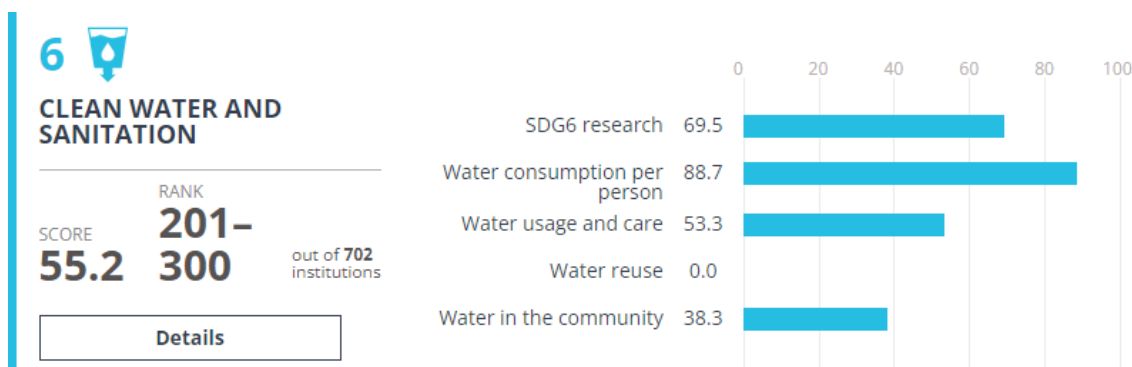 6
CLEAN WATER AND
SANITATION
SCORE
55.2
RANK
201–
300
out of 702
institutions
Details
0 20 40 60 80 100
SDG6 research 69.5
Water consumption per 88.7
person
Water usage and care 53.3
Water reuse 0.0
Water in the community 38.3